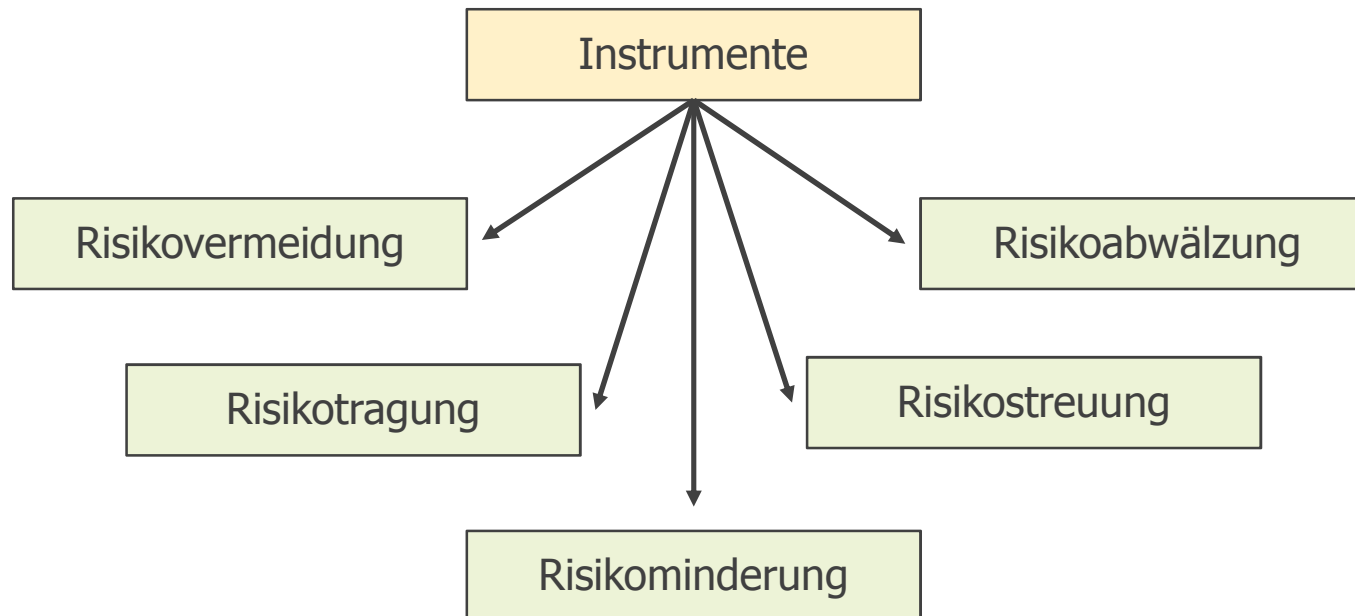 Instrumente
Risikovermeidung
Risikoabwälzung
Risikotragung
Risikostreuung
Risikominderung